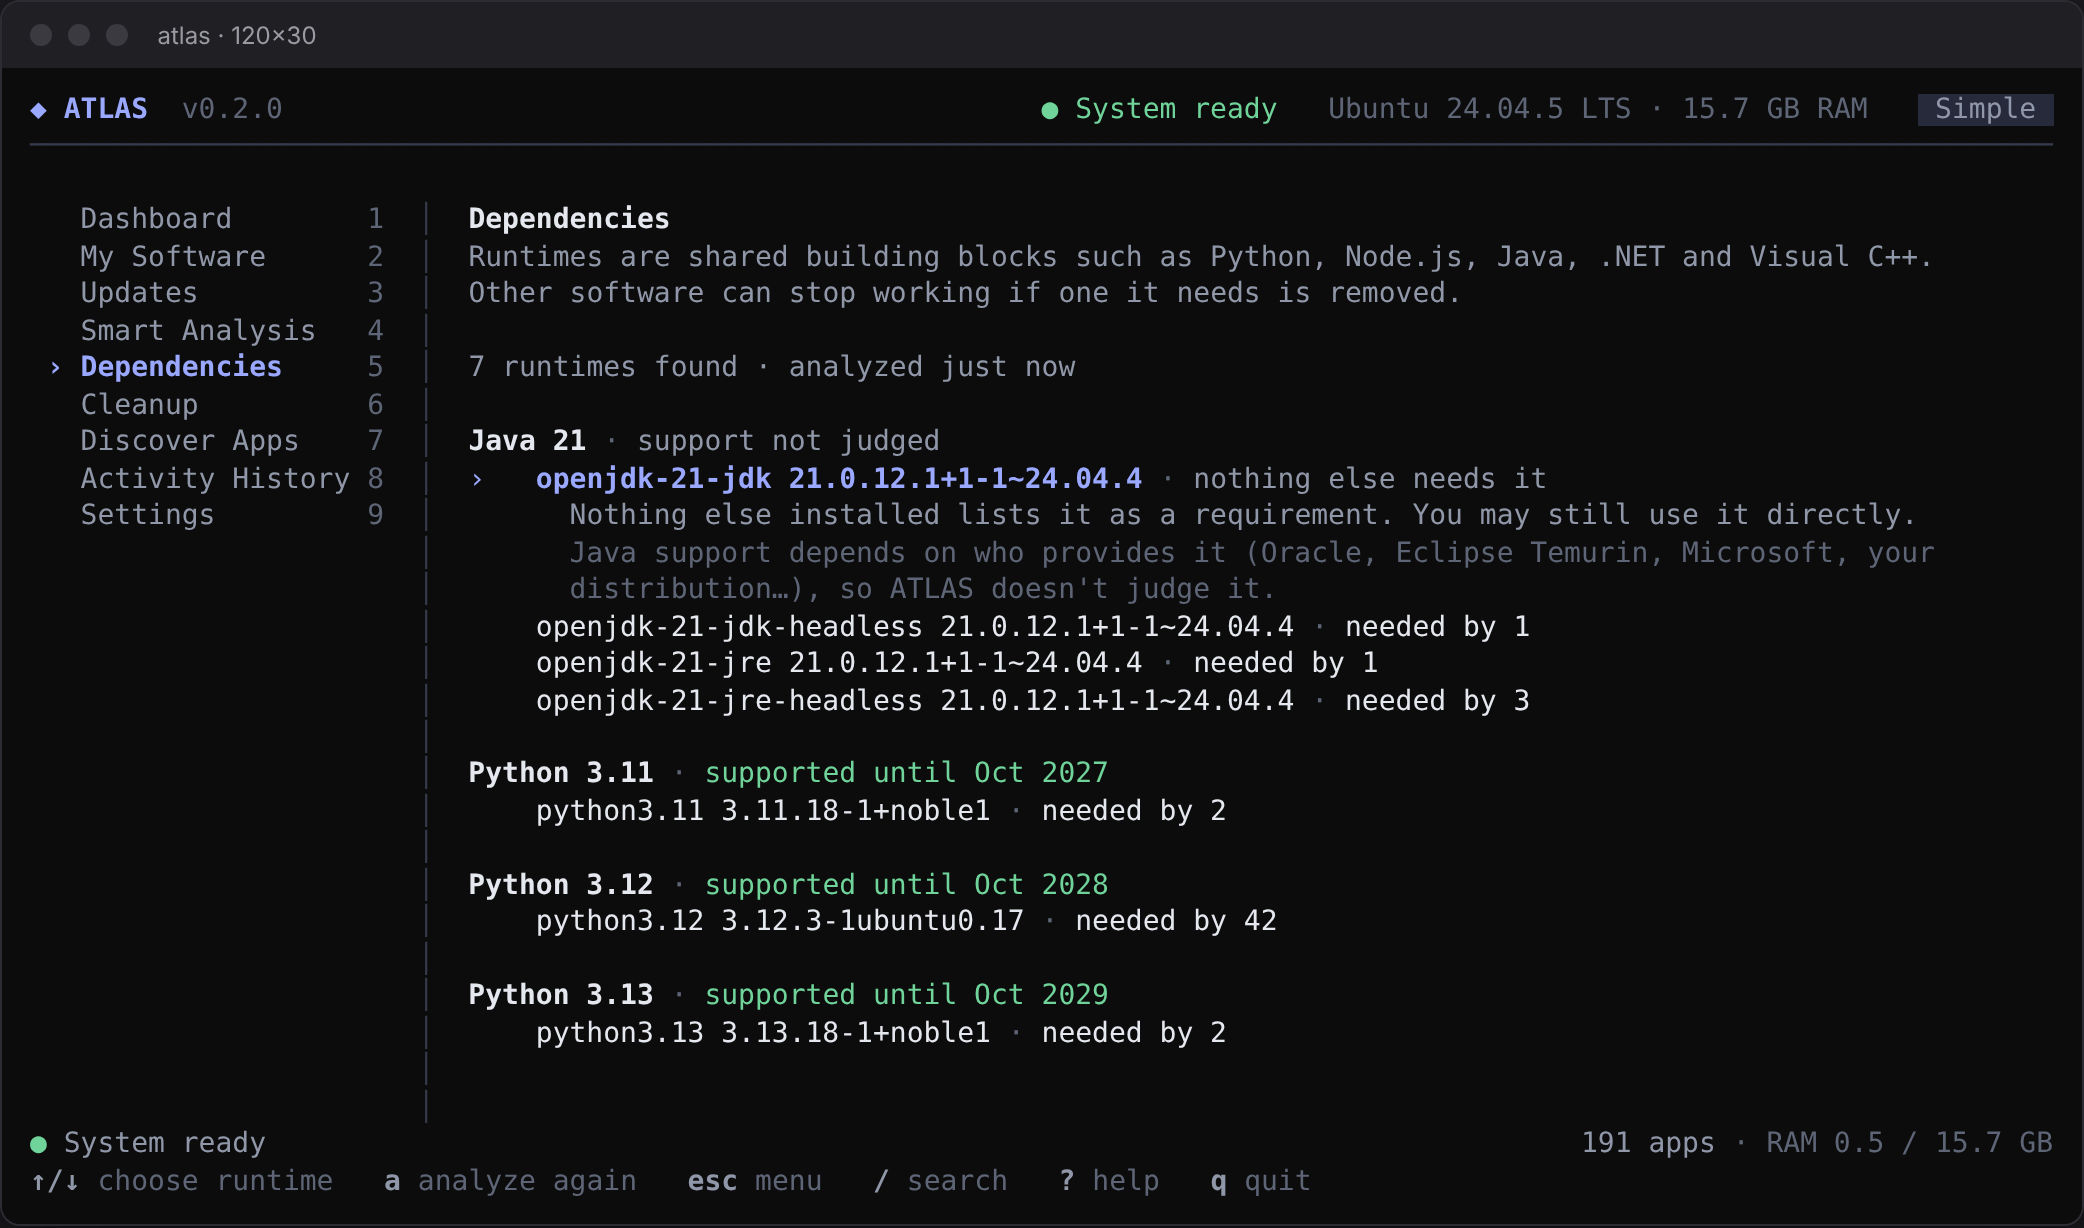 atlas · 120×30
◆ ATLAS v0.2.0 ● System ready Ubuntu 24.04.5 LTS · 15.7 GB RAM Simple
Dashboard 1
My Software 2
Updates 3
Smart Analysis 4
› Dependencies 5
Cleanup 6
Discover Apps 7
Activity History 8
Settings 9
Dependencies
Runtimes are shared building blocks such as Python, Node.js, Java, .NET and Visual C++.
Other software can stop working if one it needs is removed.
7 runtimes found · analyzed just now
Java 21 · support not judged
› openjdk-21-jdk 21.0.12.1+1-1~24.04.4 · nothing else needs it
Nothing else installed lists it as a requirement. You may still use it directly.
Java support depends on who provides it (Oracle, Eclipse Temurin, Microsoft, your
distribution…), so ATLAS doesn't judge it.
openjdk-21-jdk-headless 21.0.12.1+1-1~24.04.4 · needed by 1
openjdk-21-jre 21.0.12.1+1-1~24.04.4 · needed by 1
openjdk-21-jre-headless 21.0.12.1+1-1~24.04.4 · needed by 3
Python 3.11 · supported until Oct 2027
python3.11 3.11.18-1+noble1 · needed by 2
Python 3.12 · supported until Oct 2028
python3.12 3.12.3-1ubuntu0.17 · needed by 42
Python 3.13 · supported until Oct 2029
python3.13 3.13.18-1+noble1 · needed by 2
● System ready 191 apps · RAM 0.5 / 15.7 GB
↑/↓ choose runtime a analyze again esc menu / search ? help q quit